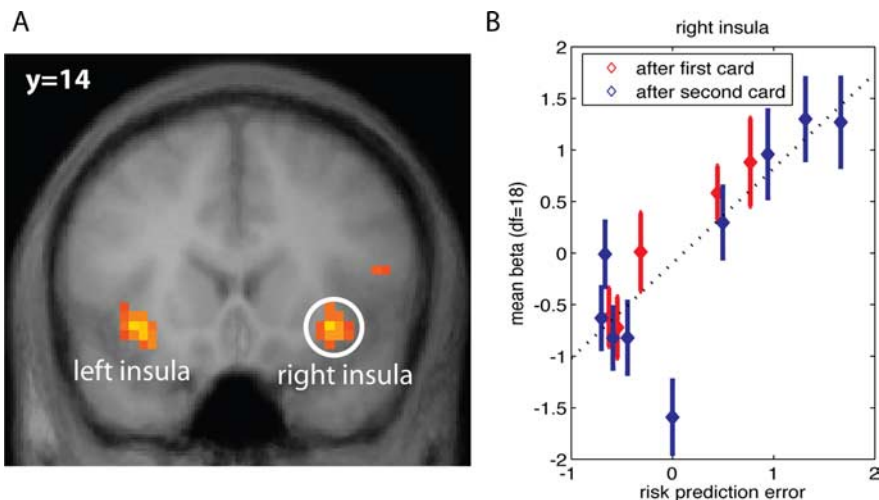 A
y=14
left insula
right insula
B
right insula
after first card
after second card
mean beta (df=18)
2
1.5
1
0.5
0
-0.5
-1
-1.5
-2
-1
0
1
2
risk prediction error